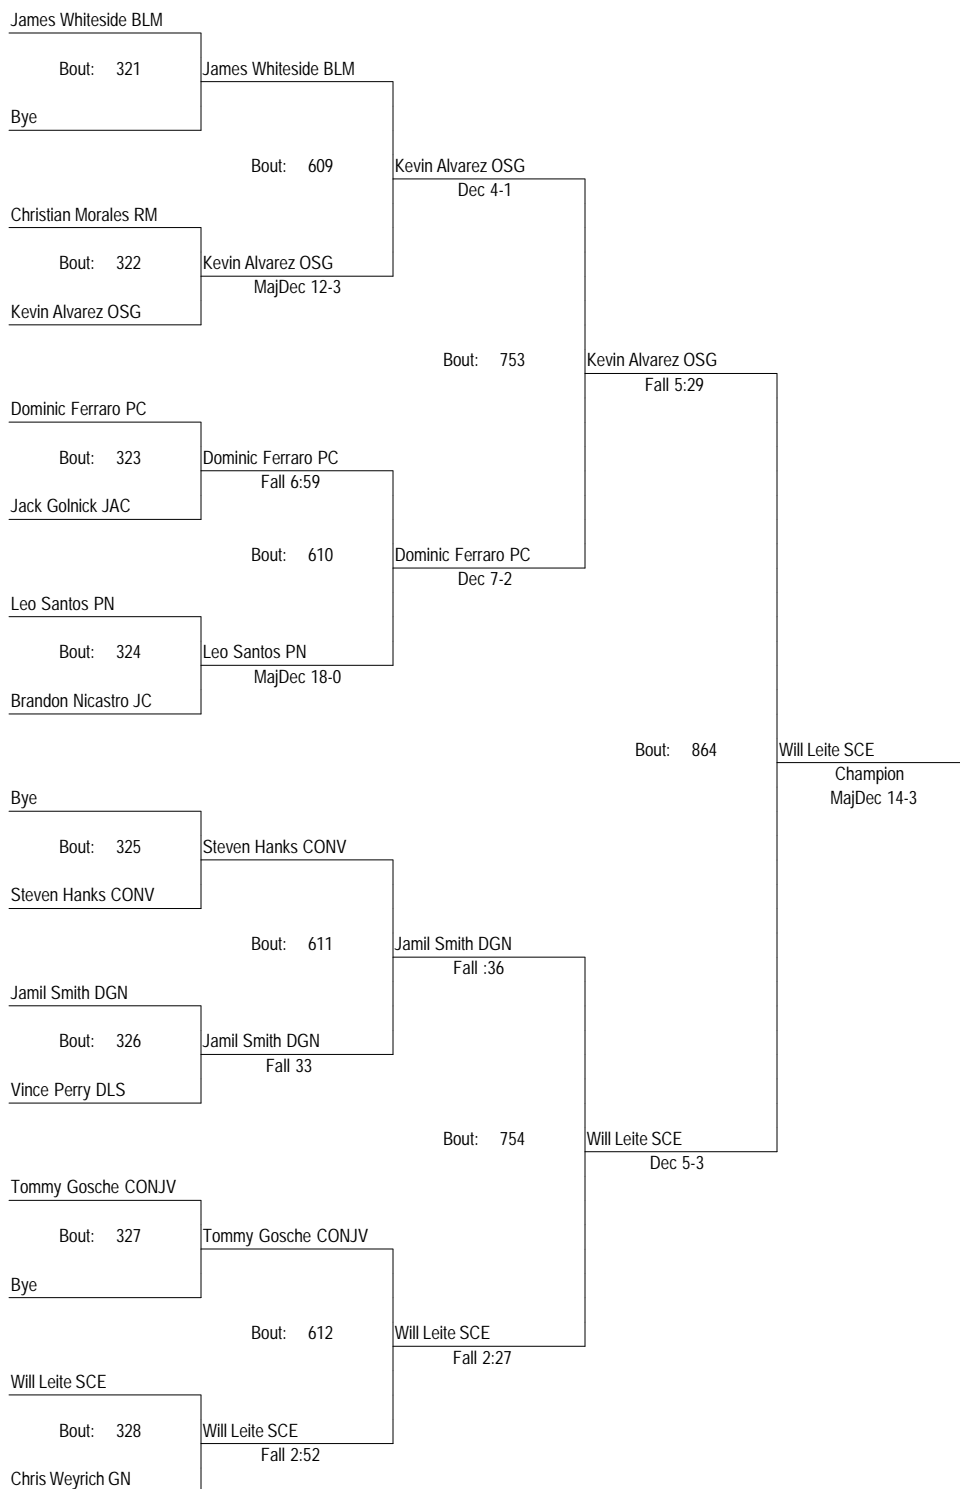 James Whiteside BLM
Bout: 321 James Whiteside BLM
Bye
Bout: 609 Kevin Alvarez OSG
Dec 4-1
Christian Morales RM
Bout: 322 Kevin Alvarez OSG
MajDec 12-3
Kevin Alvarez OSG
Bout: 753 Kevin Alvarez OSG
Fall 5:29
Dominic Ferraro PC
Bout: 323 Dominic Ferraro PC
Fall 6:59
Jack Golnick JAC
Bout: 610 Dominic Ferraro PC
Dec 7-2
Leo Santos PN
Bout: 324 Leo Santos PN
MajDec 18-0
Brandon Nicastro JC
Bout: 864 Will Leite SCE
Champion
MajDec 14-3
Bye
Bout: 325 Steven Hanks CONV
Steven Hanks CONV
Bout: 611 Jamil Smith DGN
Fall :36
Jamil Smith DGN
Bout: 326 Jamil Smith DGN
Fall 33
Vince Perry DLS
Bout: 754 Will Leite SCE
Dec 5-3
Tommy Gosche CONJV
Bout: 327 Tommy Gosche CONJV
Bye
Bout: 612 Will Leite SCE
Fall 2:27
Will Leite SCE
Bout: 328 Will Leite SCE
Fall 2:52
Chris Weyrich GN